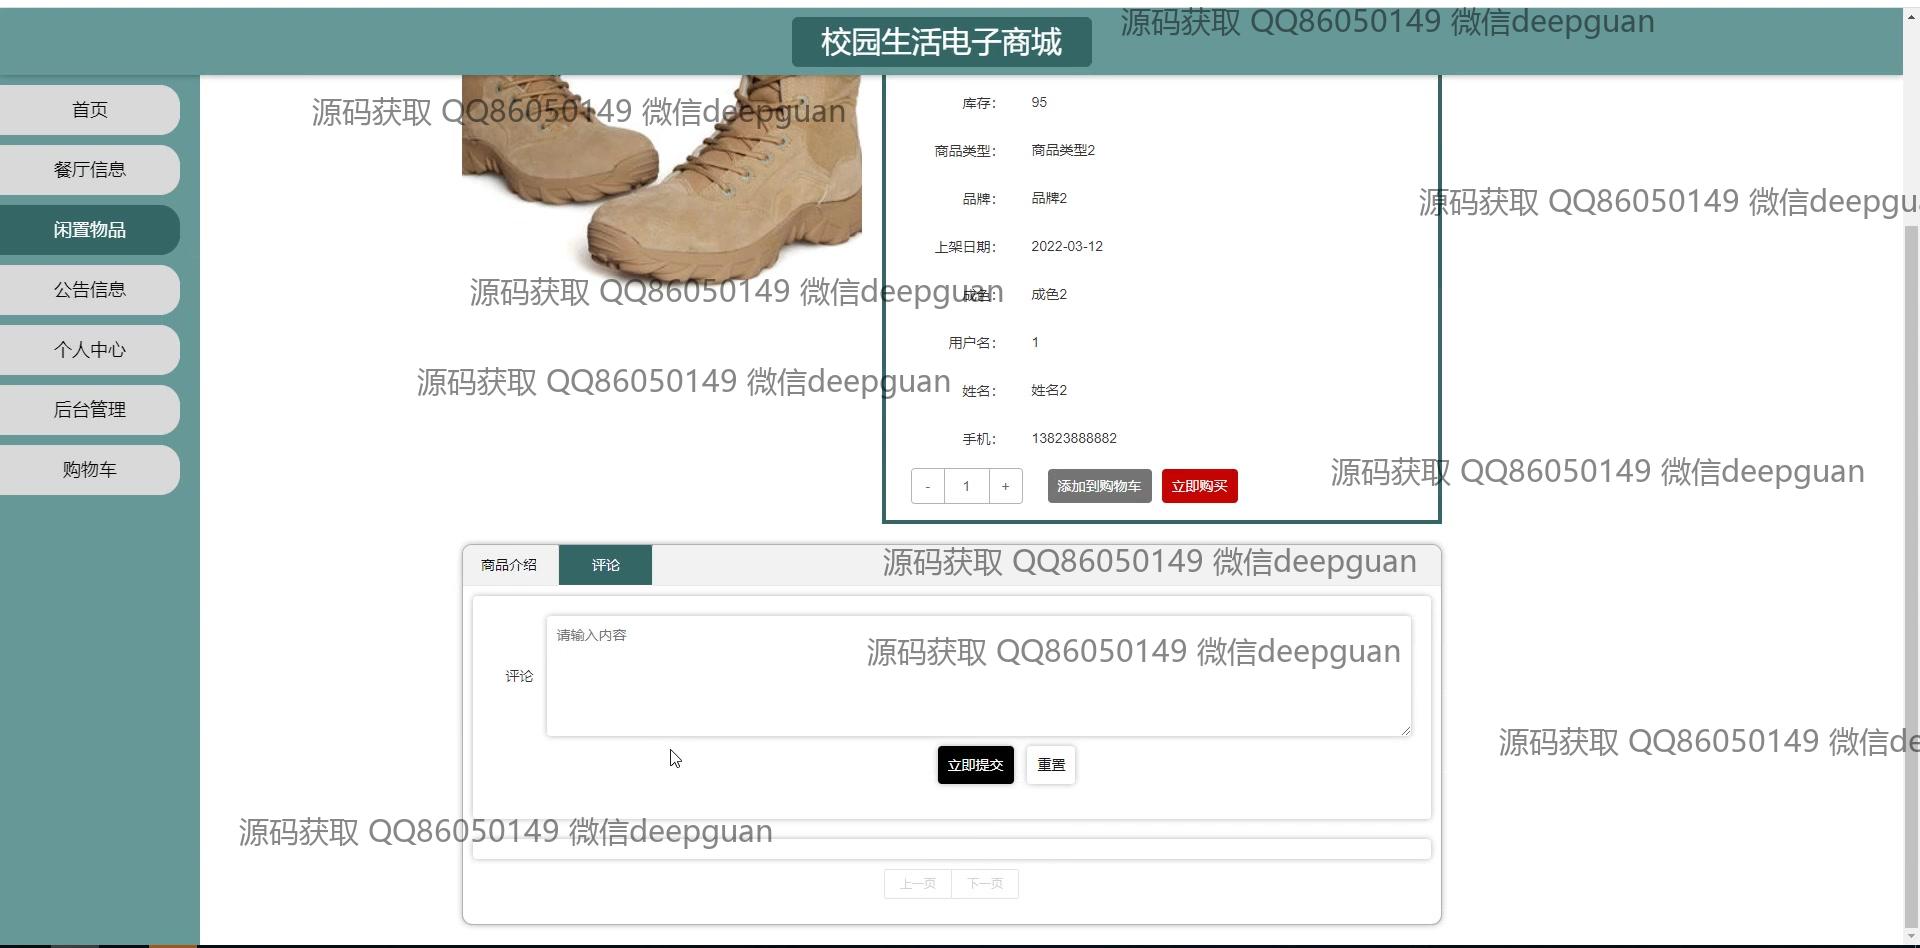 校园生活电子商城
源码获取 QQ86050149 微信deepguan
首页
餐厅信息
闲置物品
公告信息
个人中心
后台管理
购物车
源码获取 QQ86050149 微信deepguan
库存： 95
商品类型： 商品类型2
品牌： 品牌2
源码获取 QQ86050149 微信deepgu
上架日期： 2022-03-12
源码获取 QQ86050149 微信deepguan
成色： 成色2
用户名： 1
源码获取 QQ86050149 微信deepguan
姓名： 姓名2
手机： 13823888882
源码获取 QQ86050149 微信deepguan
- 1 + 添加到购物车 立即购买
商品介绍 评论
源码获取 QQ86050149 微信deepguan
请输入内容
源码获取 QQ86050149 微信deepguan
评论
源码获取 QQ86050149 微信de
立即提交 重置
源码获取 QQ86050149 微信deepguan
上一页 下一页